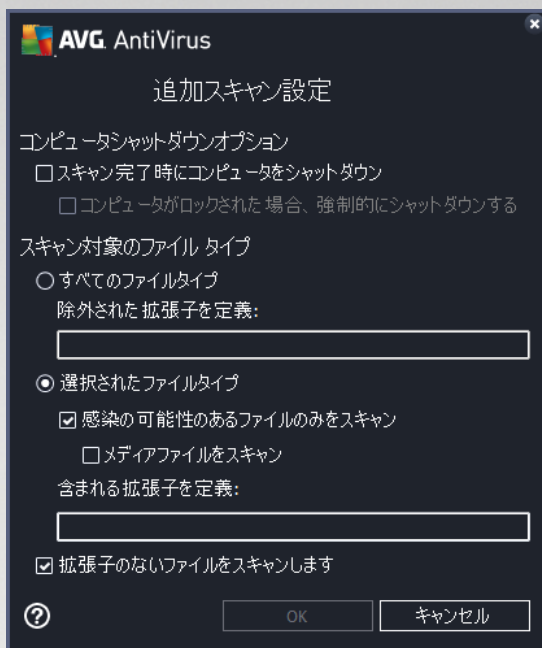 AVG. AntiVirus
追加スキャン設定
コンピュータシャットダウンオプション
スキャン完了時にコンピュータをシャットダウン
コンピュータがロックされた場合、強制的にシャットダウンする
スキャン対象のファイル タイプ
すべてのファイルタイプ
除外された拡張子を定義:
選択されたファイルタイプ
感染の可能性のあるファイルのみをスキャン
メディアファイルをスキャン
含まれる拡張子を定義:
拡張子のないファイルをスキャンします
?
OK
キャンセル